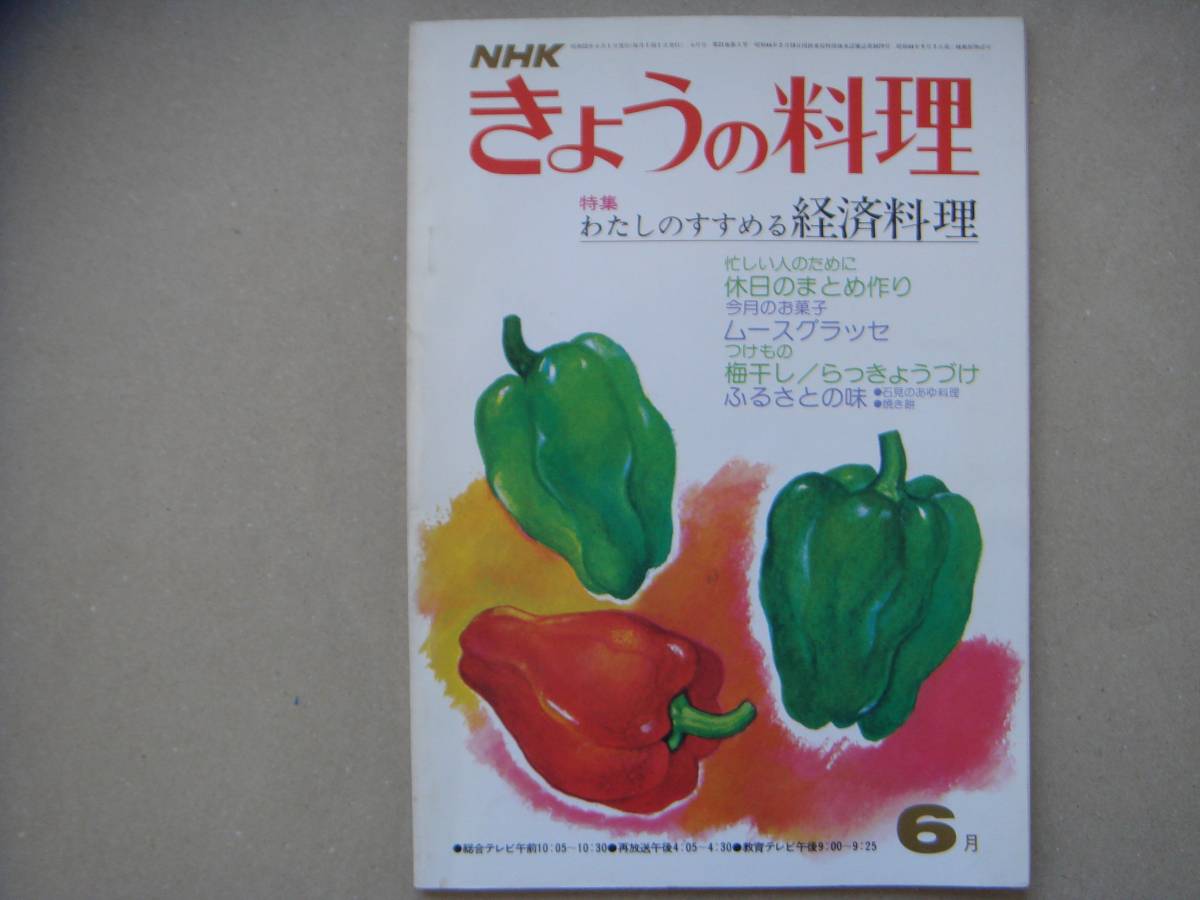 NHK
きょうの料理
特集
わたしのすすめる経済料理
忙しい人のために
休日のまとめ作り
今月のお菓子
ムースグラッセ
つけもの
梅干し/らっきょうづけ
ふるさとの味 ●石見のあゆ料理
●焼き餅
6月
●総合テレビ午前10:05~10:30●再放送午後4:05~4:30●教育テレビ午後9:00~9:25